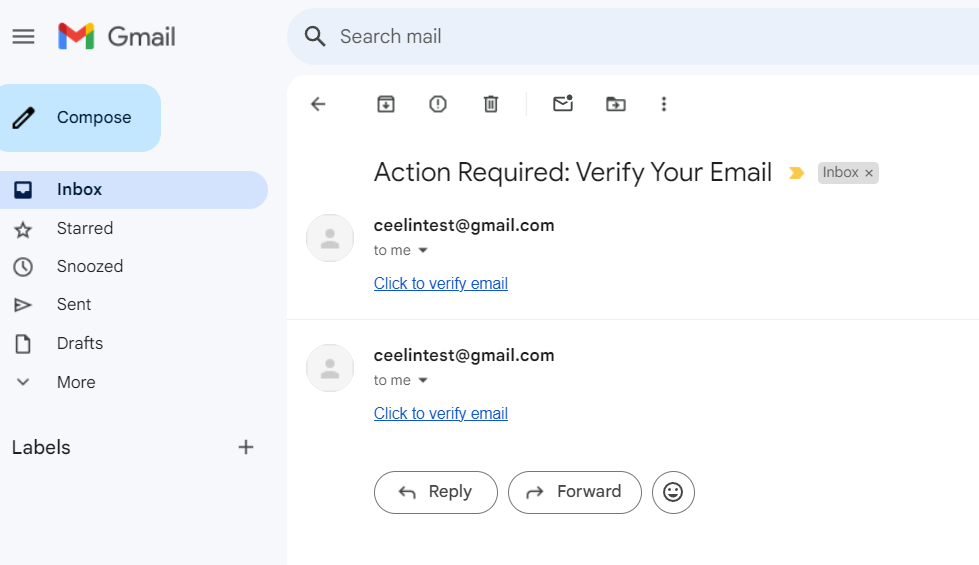 Gmail
Search mail
Compose
Inbox
Starred
Snoozed
Sent
Drafts
More
Labels
Action Required: Verify Your Email Inbox ×
ceelintest@gmail.com
to me
Click to verify email
ceelintest@gmail.com
to me
Click to verify email
Reply Forward